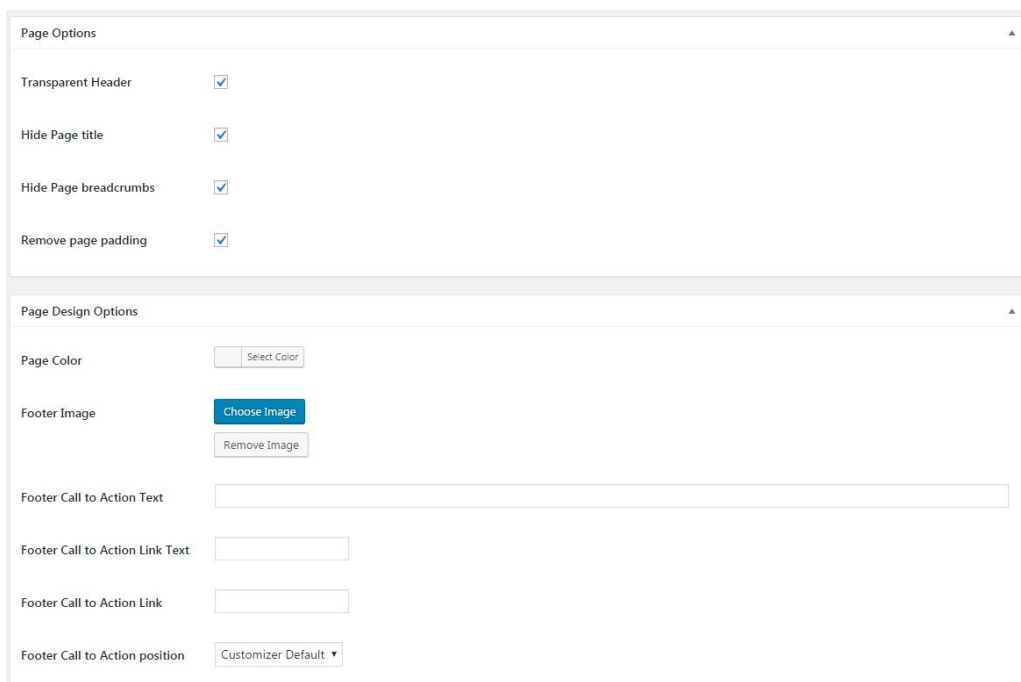 Page Options
Transparent Header
Hide Page title
Hide Page breadcrumbs
Remove page padding
Page Design Options
Page Color Select Color
Footer Image Choose Image
Remove Image
Footer Call to Action Text
Footer Call to Action Link Text
Footer Call to Action Link
Footer Call to Action position Customizer Default